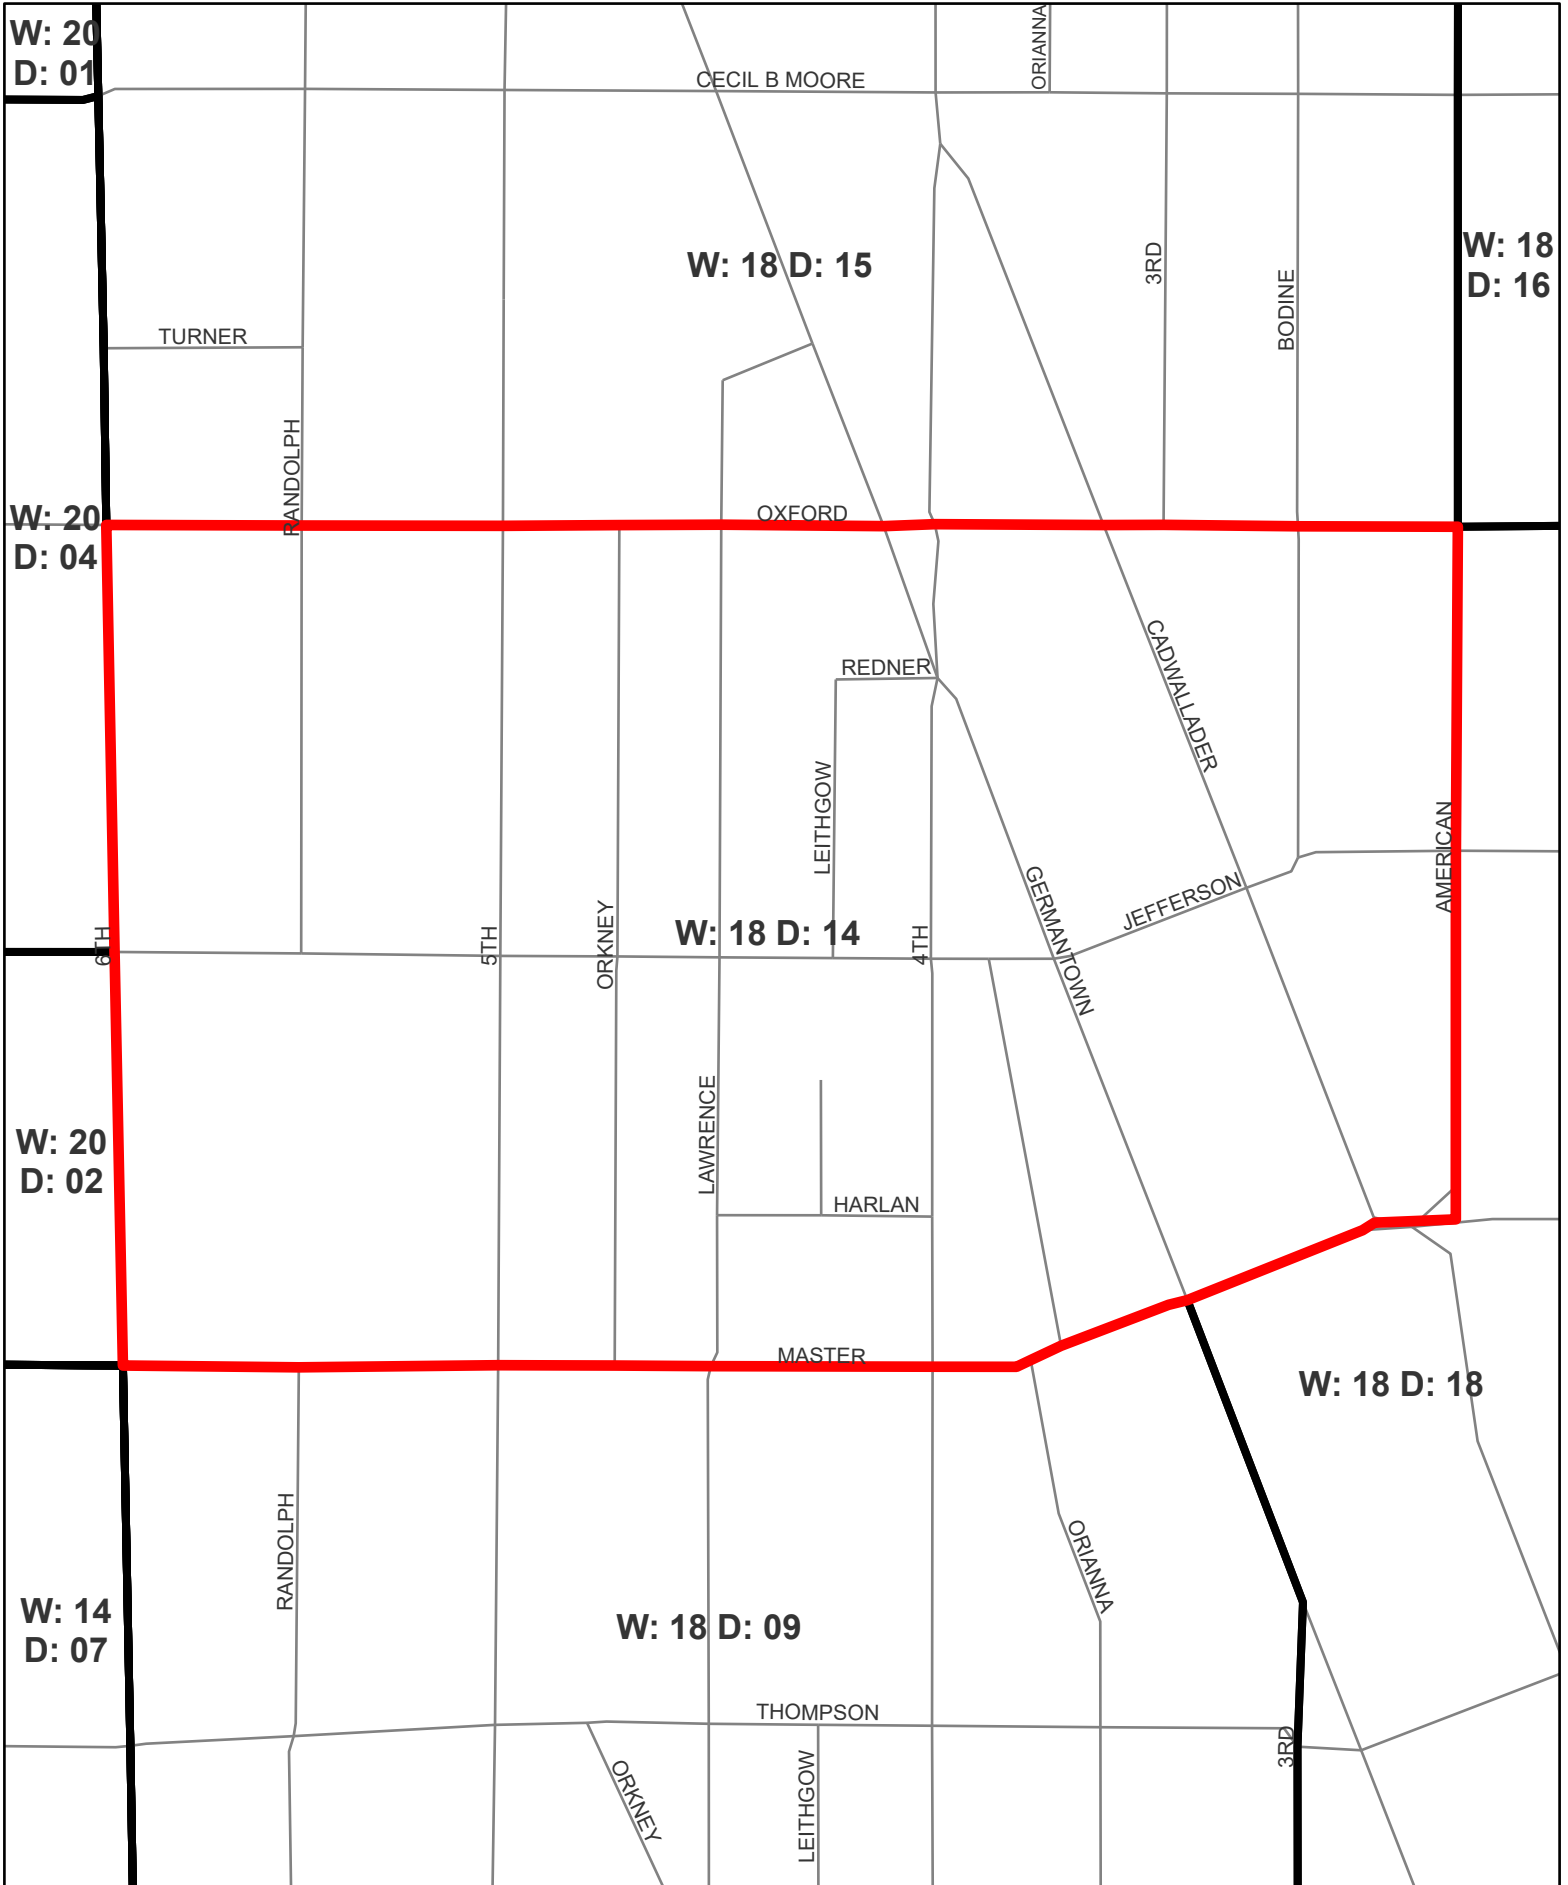 W: 20
D: 01
CECIL B MOORE
ORIANNA
W: 18 D: 15
3RD
BODINE
W: 18
D: 16
TURNER
RANDOLPH
W: 20
D: 04
OXFORD
REDNER
CADWALLADER
LEITHGOW
AMERICAN
GERMANTOWN
JEFFERSON
6TH
5TH
ORKNEY
W: 18 D: 14
4TH
LAWRENCE
W: 20
D: 02
HARLAN
MASTER
W: 18 D: 18
RANDOLPH
ORIANNA
W: 14
D: 07
W: 18 D: 09
THOMPSON
3RD
ORKNEY
LEITHGOW